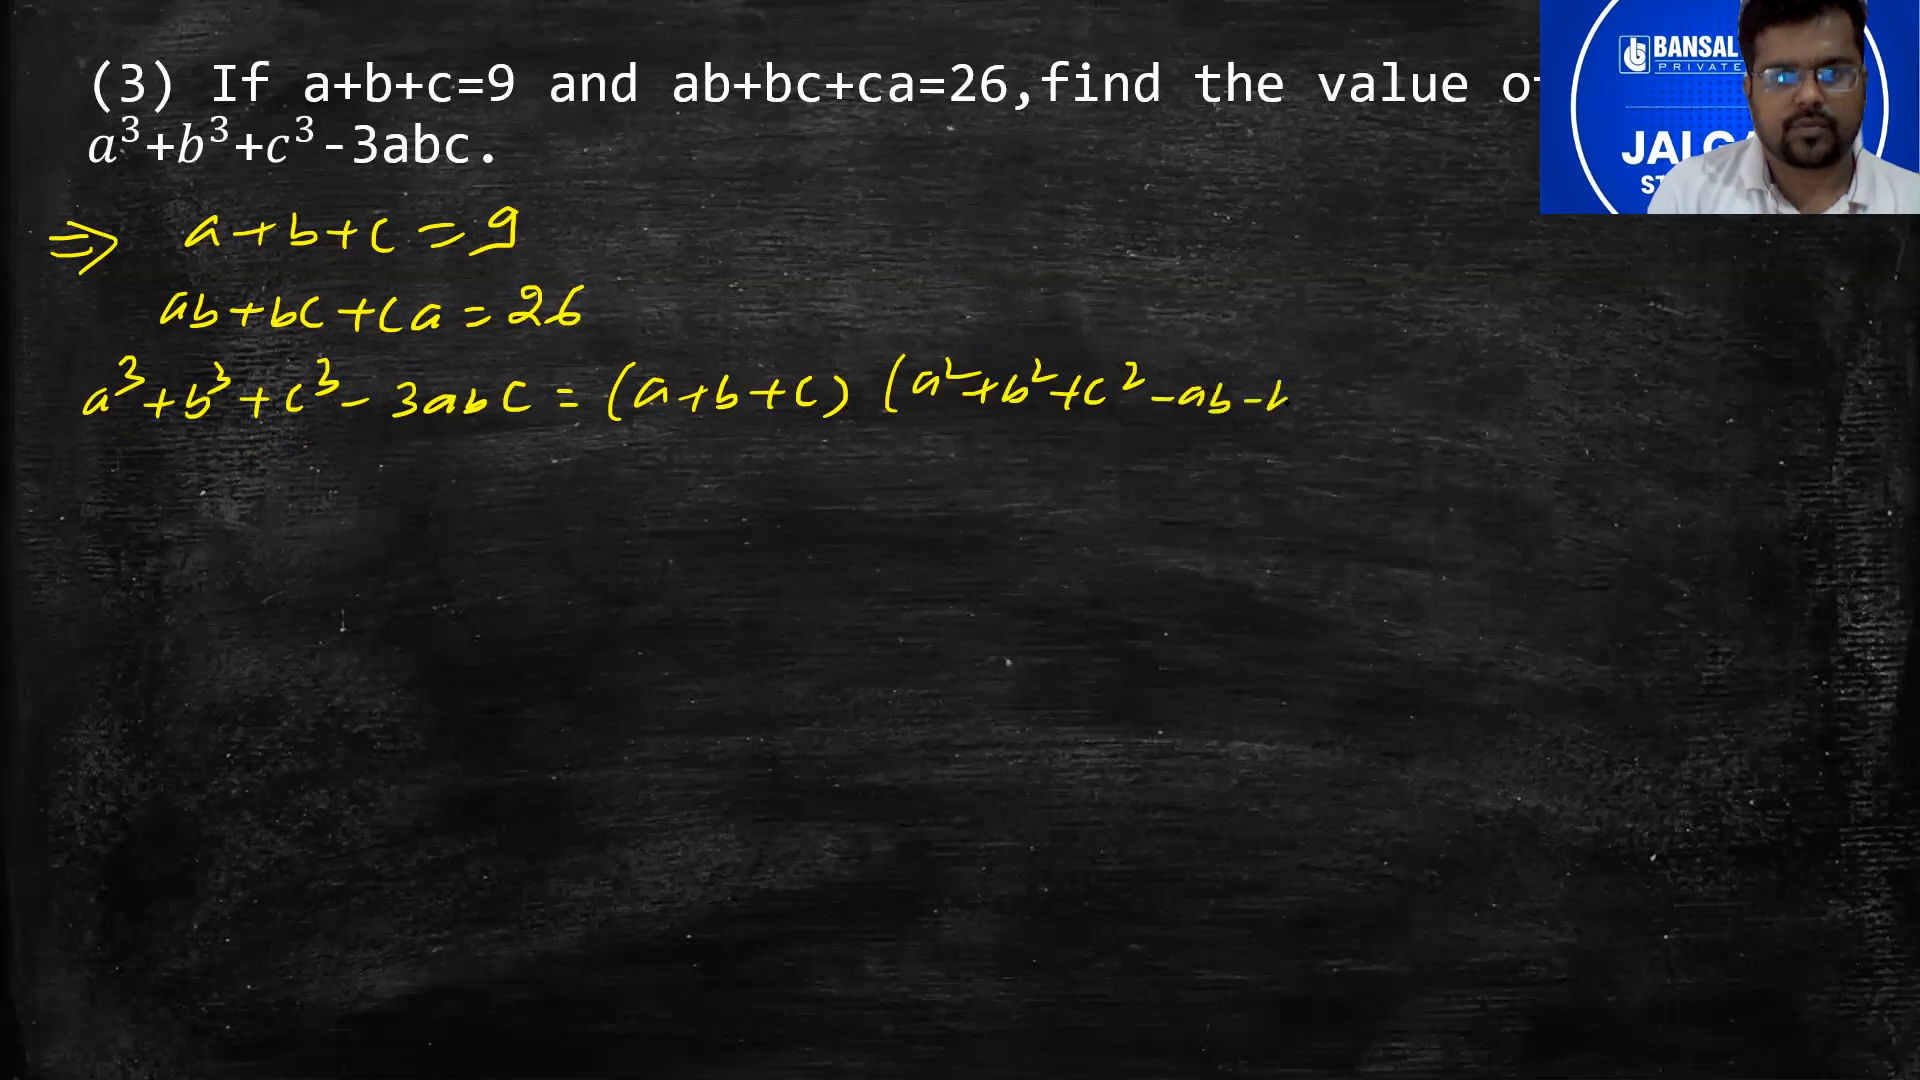 (3) If a+b+c=9 and ab+bc+ca=26,find the value
a³+b³+c³-3abc.
BANSAL
PRIVATE
⇒ a+b+c=9
ab+bc+ca=26
a³+b³+c³-3abc=(a+b+c) (a²+b²+c²-ab-